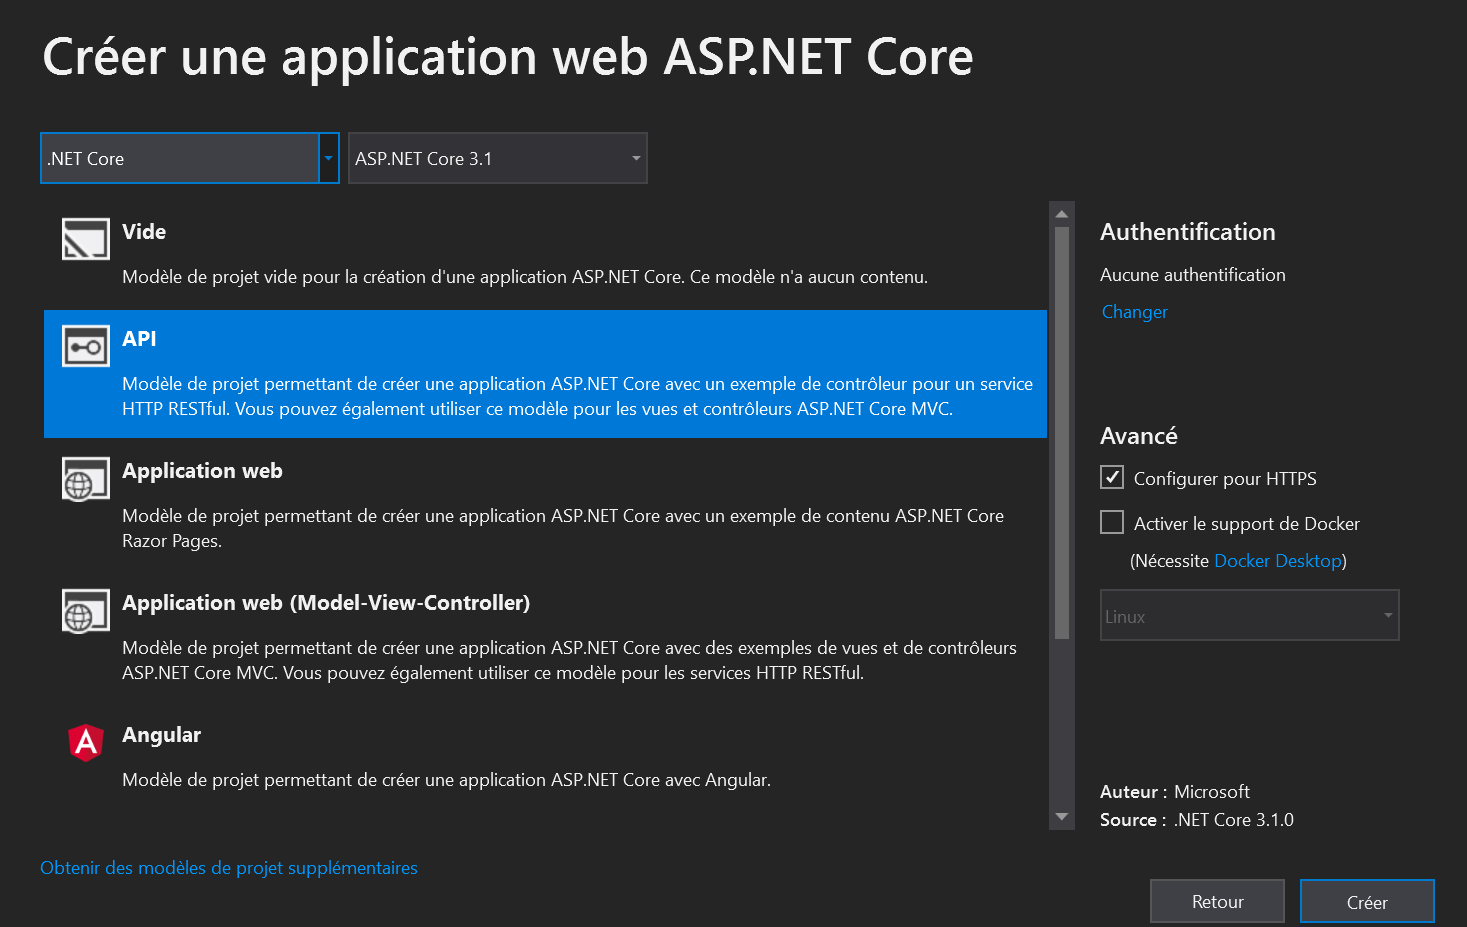 Créer une application web ASP.NET Core
.NET Core
ASP.NET Core 3.1
Vide
Modèle de projet vide pour la création d'une application ASP.NET Core. Ce modèle n'a aucun contenu.
API
Modèle de projet permettant de créer une application ASP.NET Core avec un exemple de contrôleur pour un service
HTTP RESTful. Vous pouvez également utiliser ce modèle pour les vues et contrôleurs ASP.NET Core MVC.
Application web
Modèle de projet permettant de créer une application ASP.NET Core avec un exemple de contenu ASP.NET Core
Razor Pages.
Application web (Model-View-Controller)
Modèle de projet permettant de créer une application ASP.NET Core avec des exemples de vues et de contrôleurs
ASP.NET Core MVC. Vous pouvez également utiliser ce modèle pour les services HTTP RESTful.
Angular
Modèle de projet permettant de créer une application ASP.NET Core avec Angular.
Authentification
Aucune authentification
Changer
Avancé
Configurer pour HTTPS
Activer le support de Docker
(Nécessite Docker Desktop)
Linux
Auteur : Microsoft
Source : .NET Core 3.1.0
Obtenir des modèles de projet supplémentaires
Retour
Créer